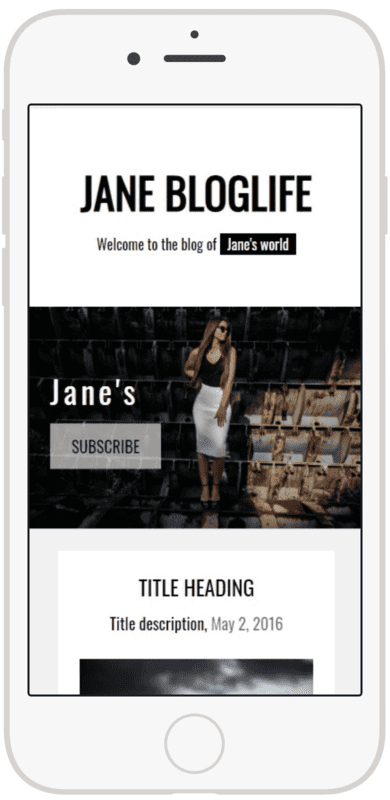 JANE BLOGLIFE
Welcome to the blog of Jane's world
Jane's
SUBSCRIBE
TITLE HEADING
Title description, May 2, 2016